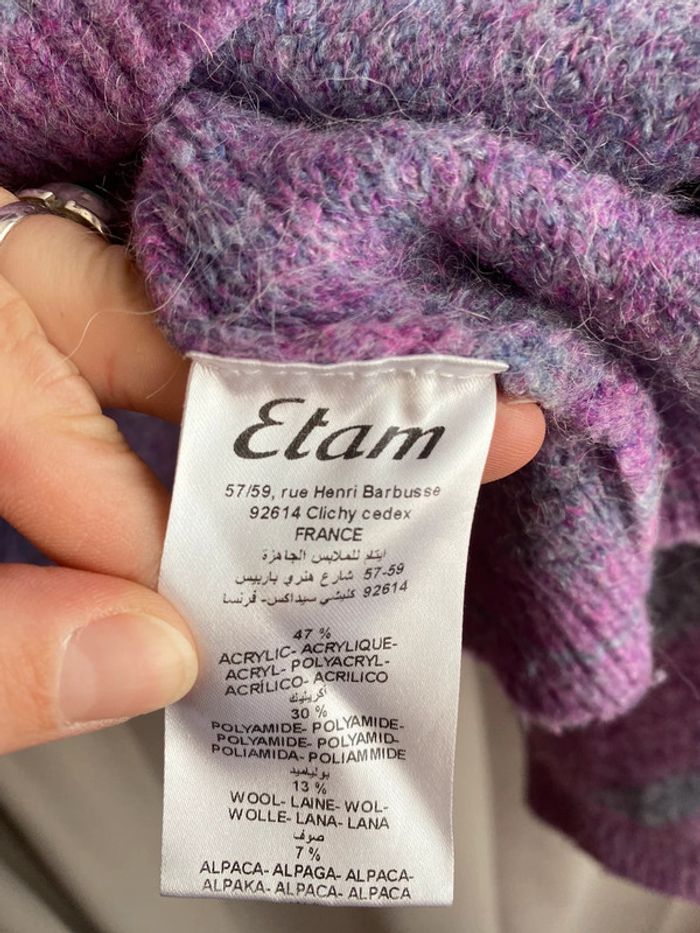 Etam
57/59, rue Henri Barbusse
92614 Clichy cedex
FRANCE
ايتام للملابس الجاهزة
57-59 شارع هنري باربيس
92614 كليشي سيداكس- فرنسا
47 %
ACRYLIC- ACRYLIQUE-
ACRYL- POLYACRYL-
ACRÍLICO- ACRILICO
أكريليك
30 %
POLYAMIDE- POLYAMIDE-
POLYAMIDE- POLYAMID-
POLIAMIDA- POLIAMMIDE
بولياميد
13 %
WOOL- LAINE- WOL-
WOLLE- LANA- LANA
صوف
7 %
ALPACA- ALPAGA- ALPACA-
ALPAKA- ALPACA- ALPACA